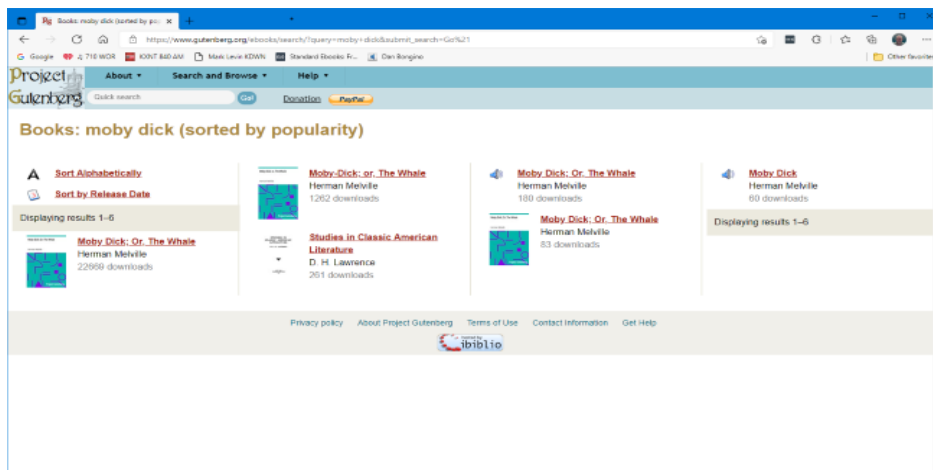 Books: moby dick (sorted by pop
https://www.gutenberg.org/ebooks/search/?query=moby+dick&submit_search=Go%21
Google
710 WOR
KXNT 840 AM
Mark Levin KDWN
Standard Ebooks Fr...
Dan Bongino
Other favorites
Project
Gutenberg
About ▾
Search and Browse ▾
Help ▾
Quick search
Go!
Donation
PayPal
Books: moby dick (sorted by popularity)
Sort Alphabetically
Sort by Release Date
Displaying results 1–6
Moby Dick; Or, The Whale
Herman Melville
22669 downloads
Moby-Dick; or, The Whale
Herman Melville
1262 downloads
Studies in Classic American
Literature
D. H. Lawrence
261 downloads
Moby Dick; Or, The Whale
Herman Melville
188 downloads
Moby Dick; Or, The Whale
Herman Melville
83 downloads
Moby Dick
Herman Melville
60 downloads
Displaying results 1–6
Privacy policy
About Project Gutenberg
Terms of Use
Contact Information
Get Help
ibiblio